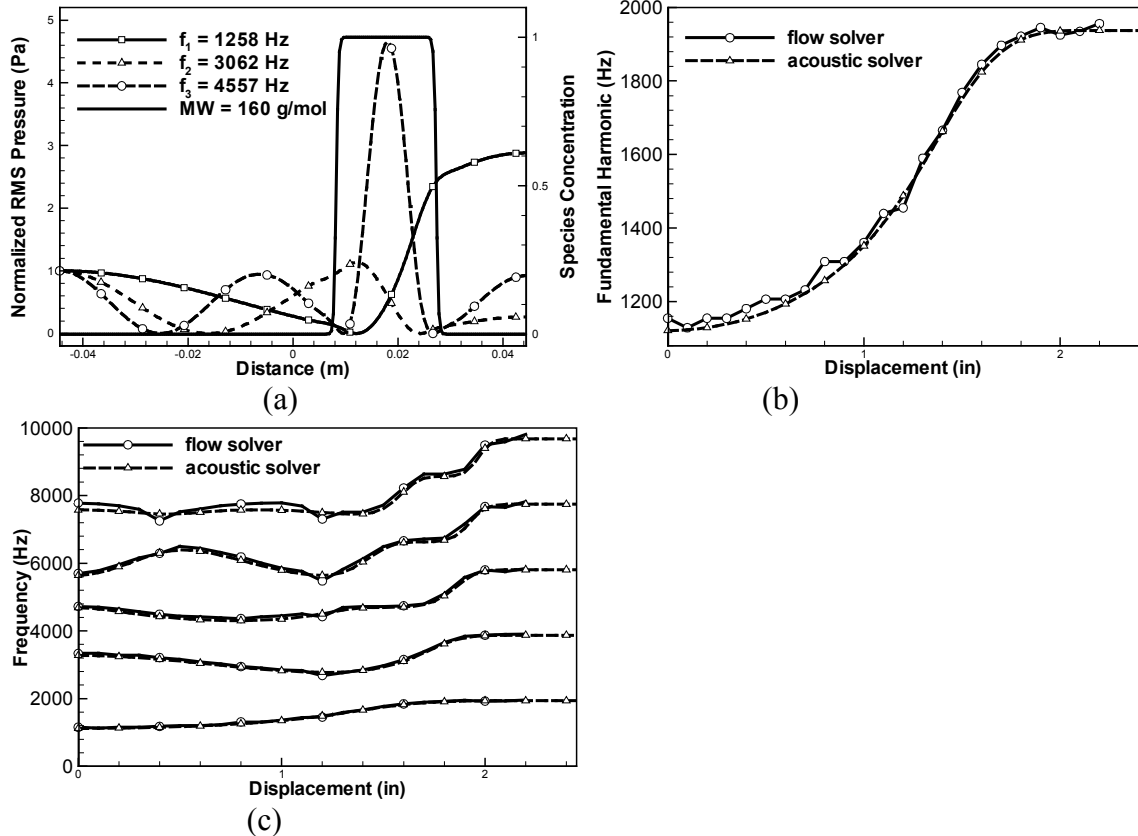 f1 = 1258 Hz
f2 = 3062 Hz
f3 = 4557 Hz
MW = 160 g/mol
Normalized RMS Pressure (Pa)
5
4
3
2
1
0
1
0.5
0
Species Concentration
-0.04
-0.02
0
0.02
0.04
Distance (m)
(a)
flow solver
acoustic solver
Fundamental Harmonic (Hz)
2000
1800
1600
1400
1200
0
1
2
Displacement (in)
(b)
flow solver
acoustic solver
Frequency (Hz)
10000
8000
6000
4000
2000
0
0
1
2
Displacement (in)
(c)